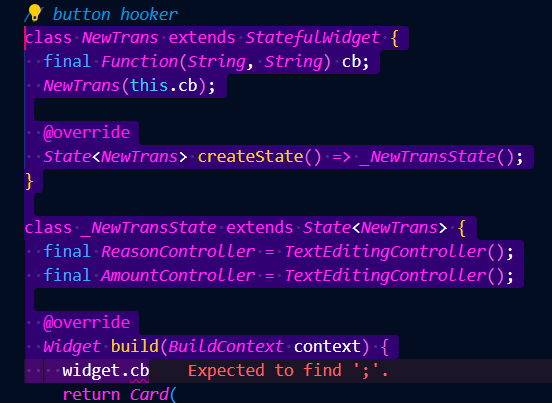 // button hooker
class NewTrans extends StatefulWidget {
final Function(String, String) cb;
NewTrans(this.cb);
@override
State<NewTrans> createState() => _NewTransState();
}
class _NewTransState extends State<NewTrans> {
final ReasonController = TextEditingController();
final AmountController = TextEditingController();
@override
Widget build(BuildContext context) {
widget.cb Expected to find ';'.
return Card(